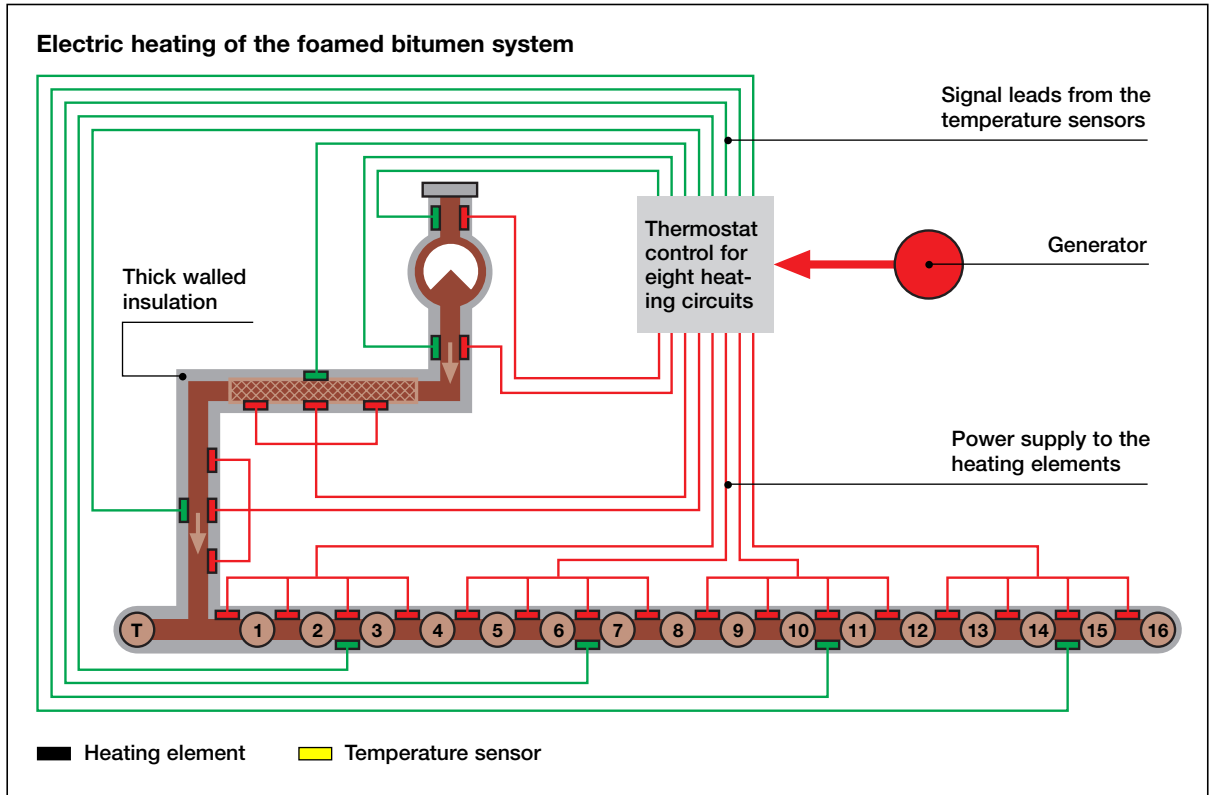 Electric heating of the foamed bitumen system
Signal leads from the
temperature sensors
Thermostat
control for
eight heat-
ing circuits
Generator
Thick walled
insulation
Power supply to the
heating elements
T 1 2 3 4 5 6 7 8 9 10 11 12 13 14 15 16
Heating element Temperature sensor